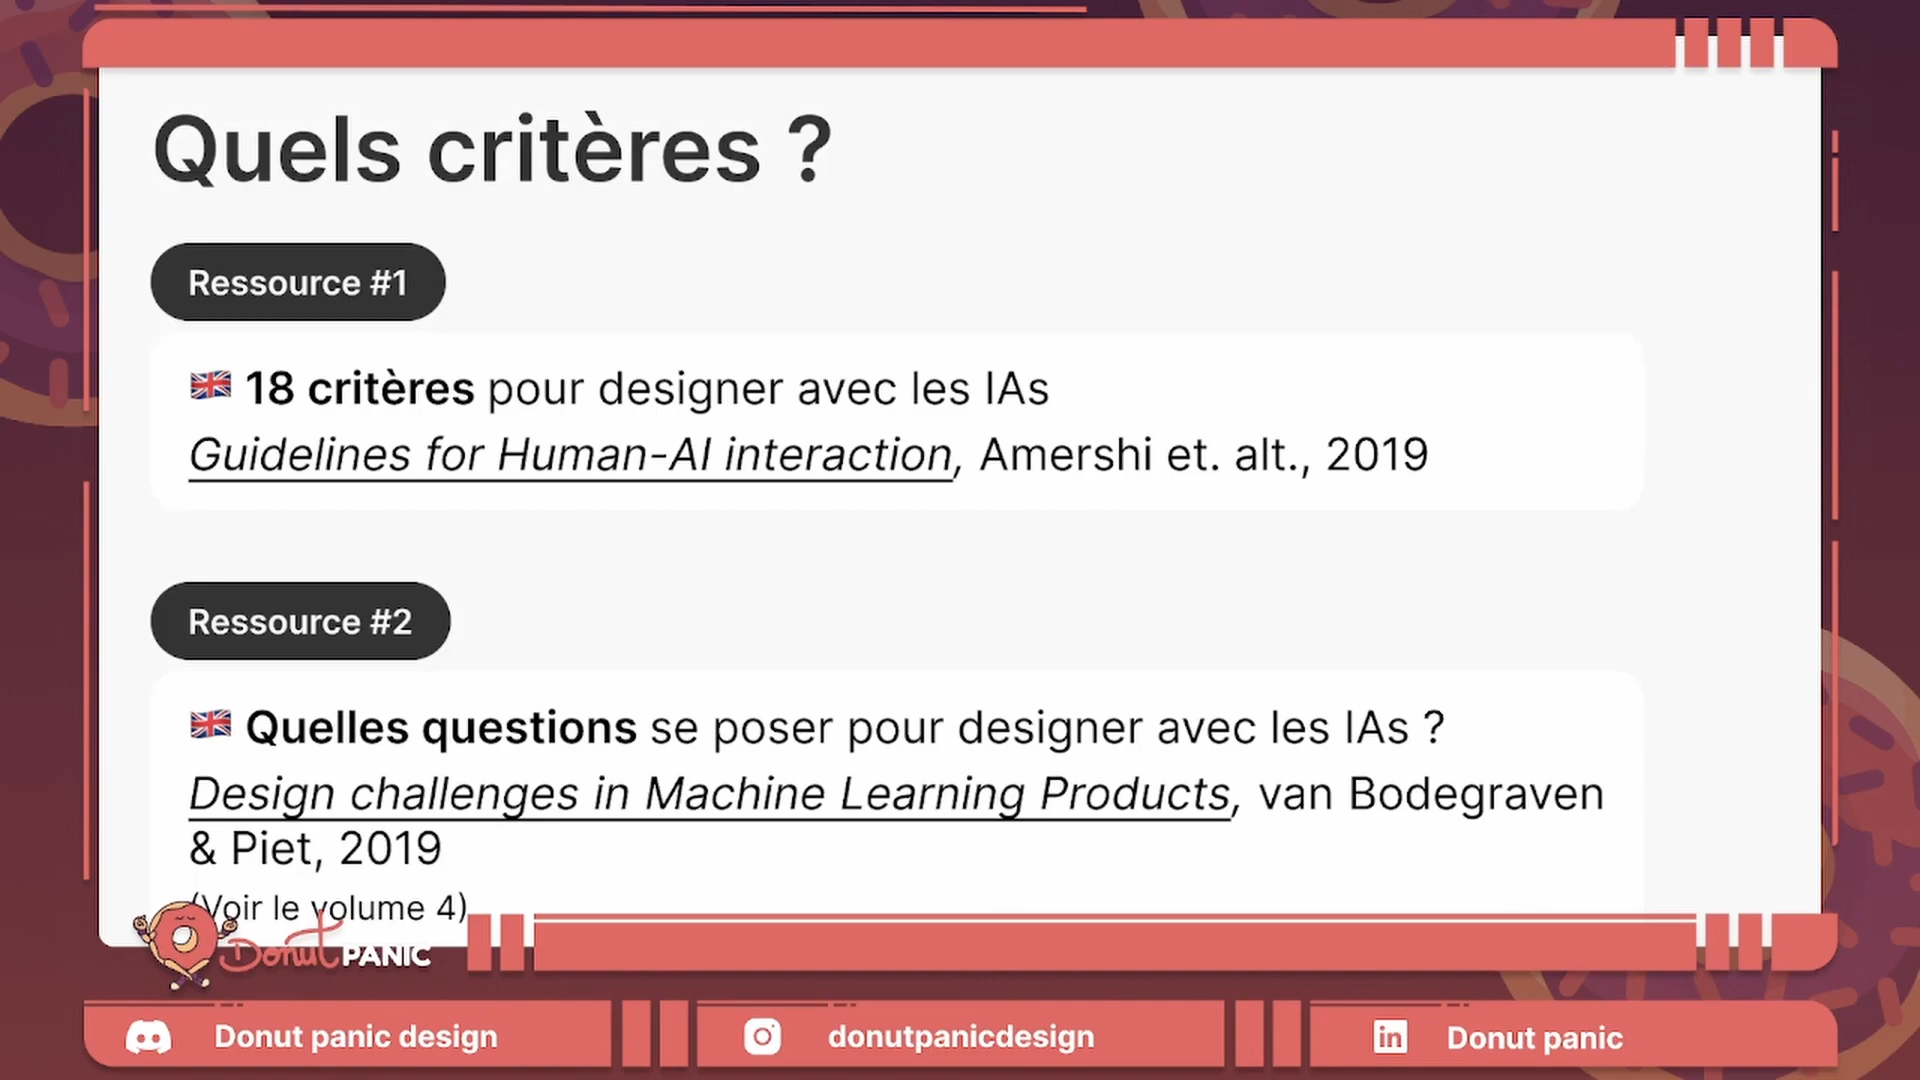 Quels critères ?
Ressource #1
🇬🇧 18 critères pour designer avec les IAs
Guidelines for Human-AI interaction, Amershi et. alt., 2019
Ressource #2
🇬🇧 Quelles questions se poser pour designer avec les IAs ?
Design challenges in Machine Learning Products, van Bodegraven
& Piet, 2019
(Voir le volume 4)
Donut PANIC
Donut panic design
donutpanicdesign
in Donut panic